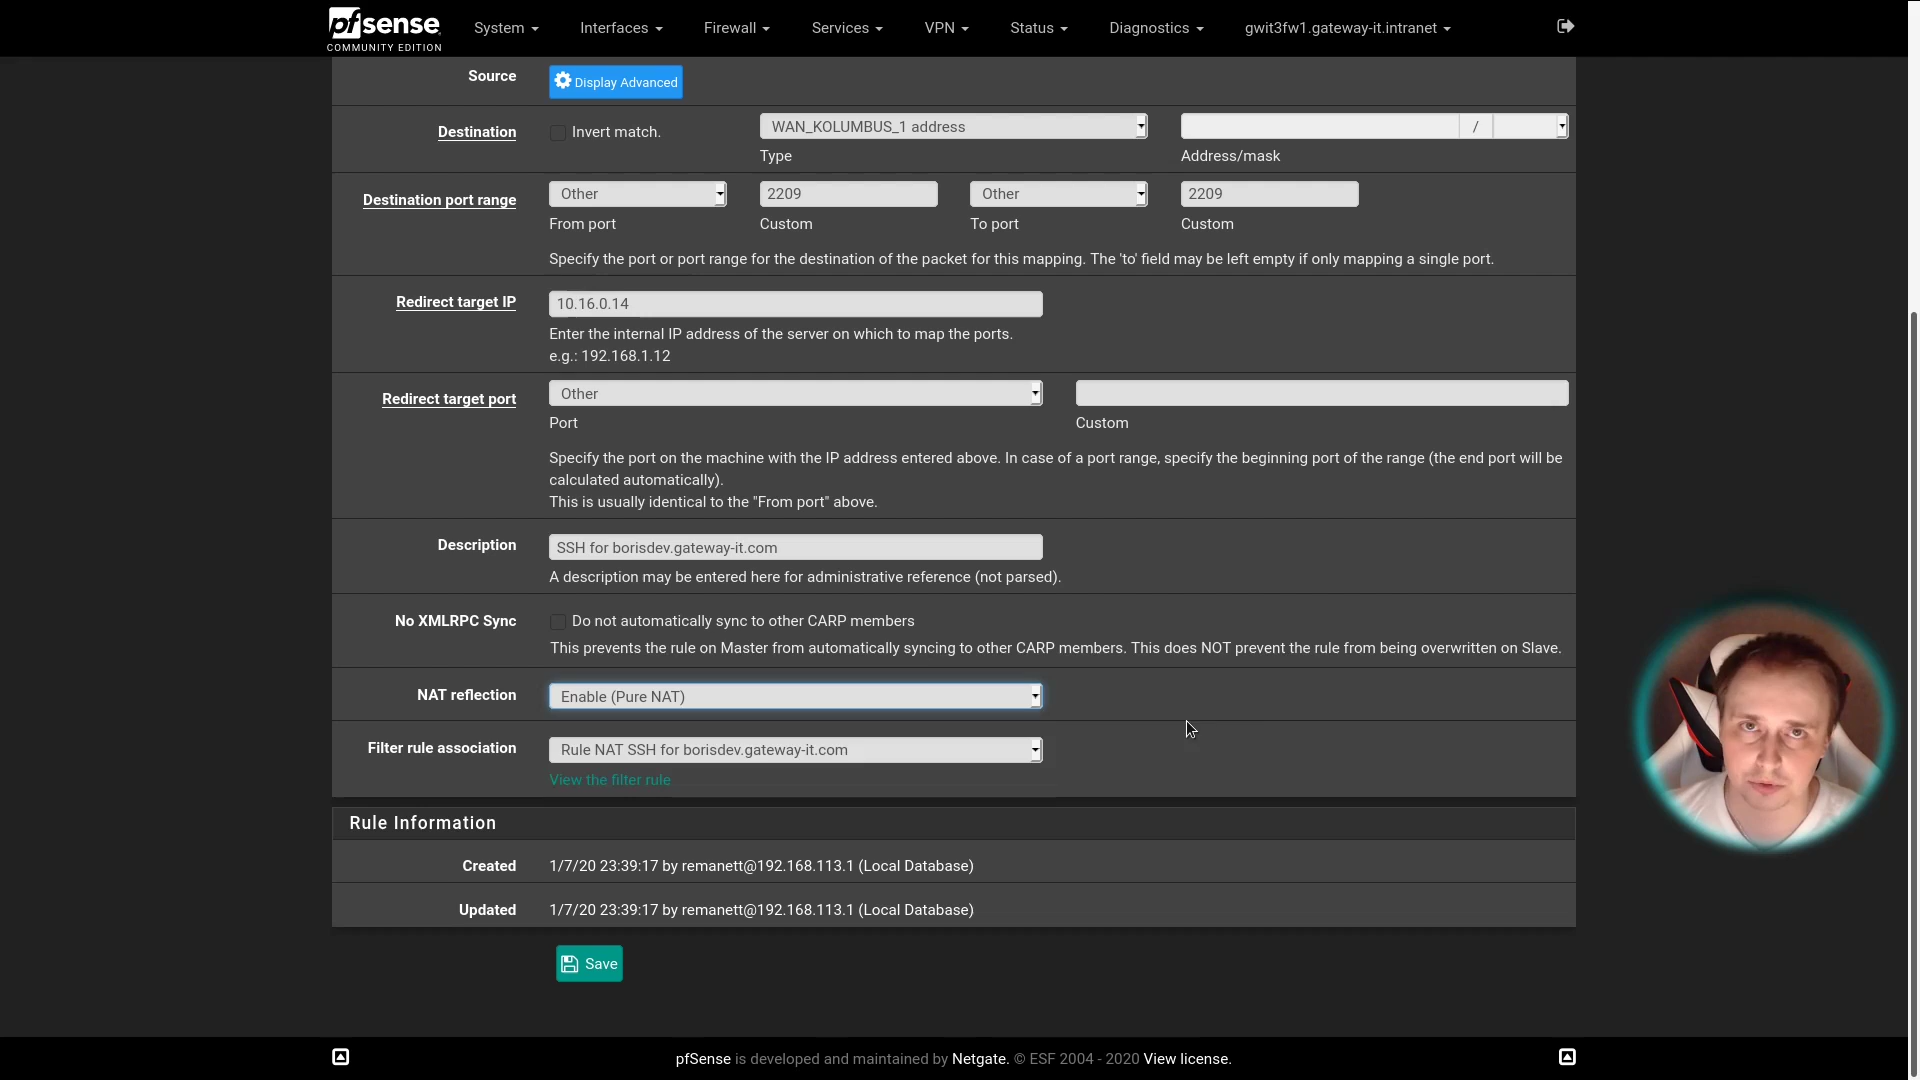 pfsense
COMMUNITY EDITION
System
Interfaces
Firewall
Services
VPN
Status
Diagnostics
gwit3fw1.gateway-it.intranet
Source
Display Advanced
Destination
Invert match.
WAN_KOLUMBUS_1 address
/
Type
Address/mask
Destination port range
Other
2209
Other
2209
From port
Custom
To port
Custom
Specify the port or port range for the destination of the packet for this mapping. The 'to' field may be left empty if only mapping a single port.
Redirect target IP
10.16.0.14
Enter the internal IP address of the server on which to map the ports.
e.g.: 192.168.1.12
Redirect target port
Other
Port
Custom
Specify the port on the machine with the IP address entered above. In case of a port range, specify the beginning port of the range (the end port will be
calculated automatically).
This is usually identical to the "From port" above.
Description
SSH for borisdev.gateway-it.com
A description may be entered here for administrative reference (not parsed).
No XMLRPC Sync
Do not automatically sync to other CARP members
This prevents the rule on Master from automatically syncing to other CARP members. This does NOT prevent the rule from being overwritten on Slave.
NAT reflection
Enable (Pure NAT)
Filter rule association
Rule NAT SSH for borisdev.gateway-it.com
View the filter rule
Rule Information
Created
1/7/20 23:39:17 by remanett@192.168.113.1 (Local Database)
Updated
1/7/20 23:39:17 by remanett@192.168.113.1 (Local Database)
Save
pfSense is developed and maintained by Netgate. © ESF 2004 - 2020 View license.